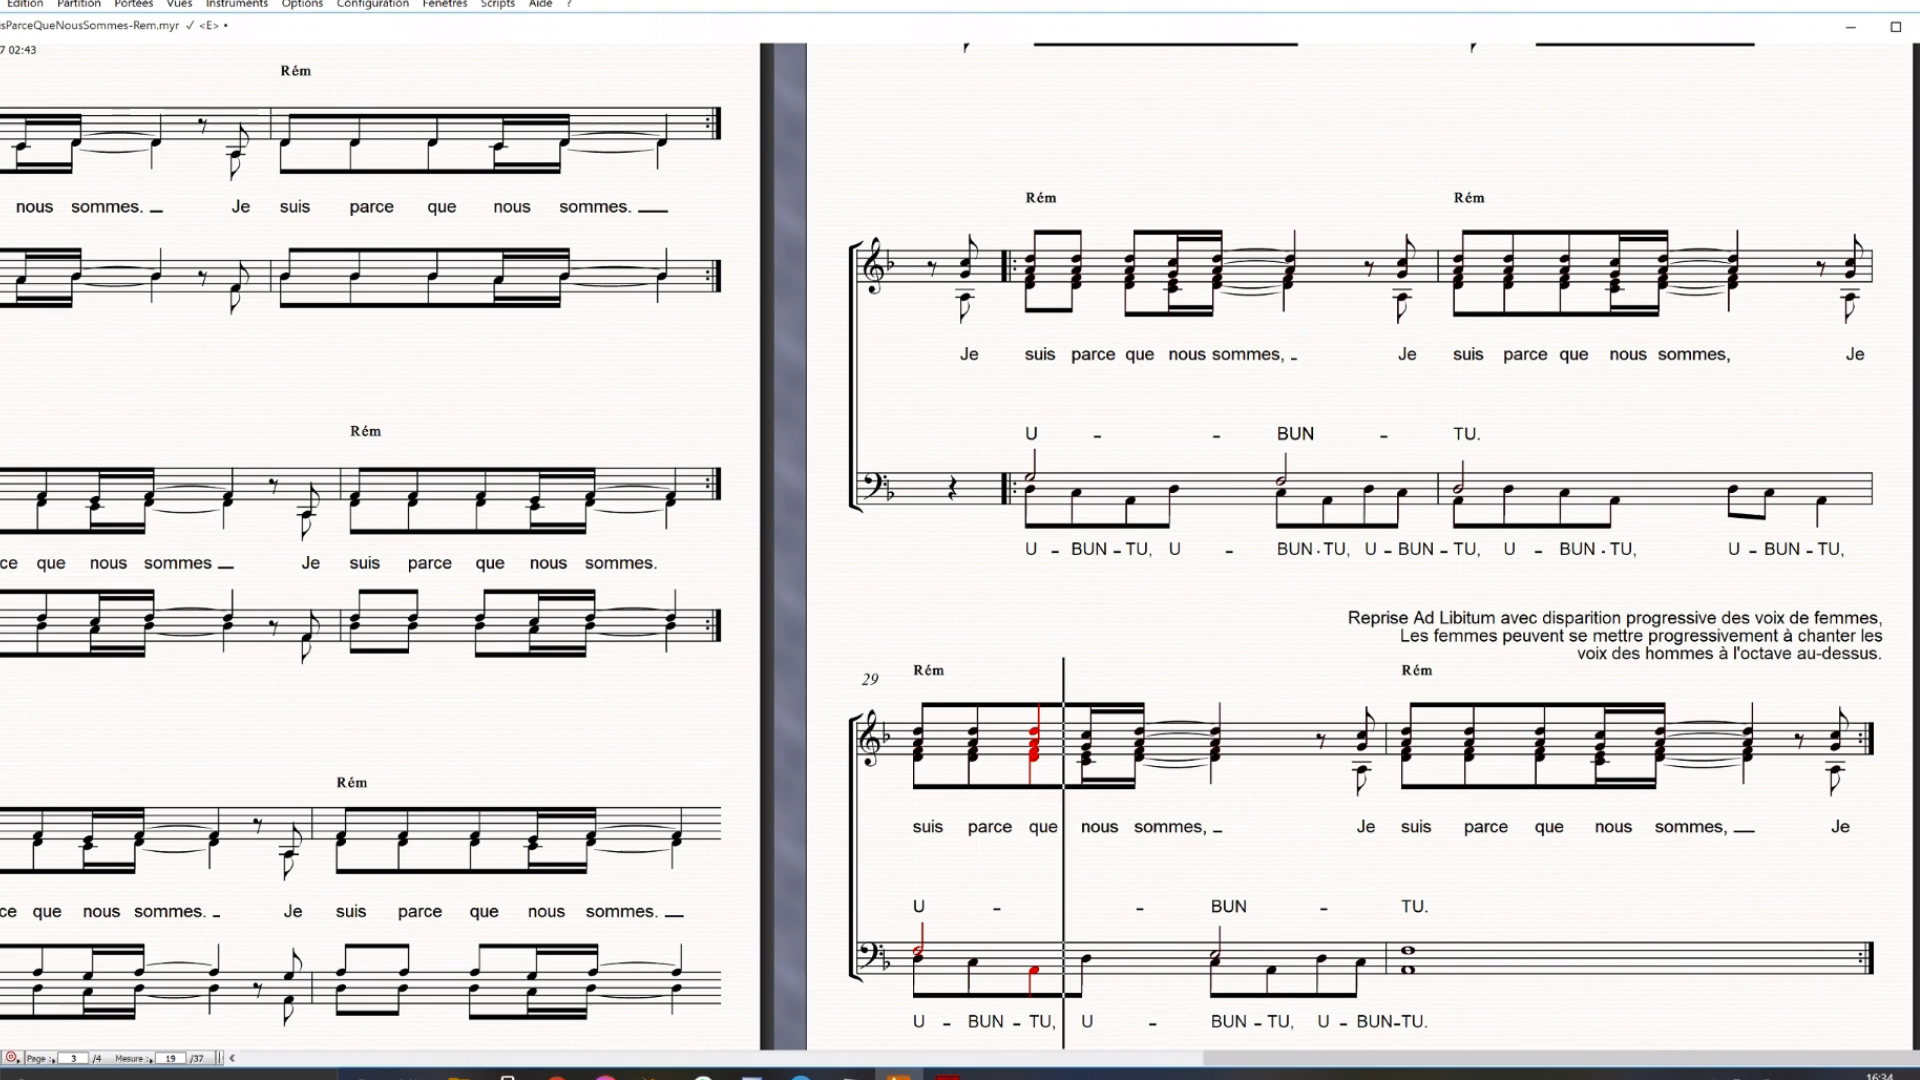 Edition Partition Portées Vues Instruments Options Configuration Fenêtres Scripts Aide ?
isParceQueNousSommes-Rem.myr ✓ <E> •
7 02:43
Rém
nous sommes. Je suis parce que nous sommes.
Rém
ce que nous sommes Je suis parce que nous sommes.
Rém
ce que nous sommes. Je suis parce que nous sommes.
Rém Rém
Je suis parce que nous sommes, Je suis parce que nous sommes, Je
U - - BUN - TU.
U - BUN - TU, U - BUN - TU, U - BUN - TU, U - BUN - TU, U - BUN - TU,
Reprise Ad Libitum avec disparition progressive des voix de femmes,
Les femmes peuvent se mettre progressivement à chanter les
voix des hommes à l'octave au-dessus.
29 Rém Rém
suis parce que nous sommes, Je suis parce que nous sommes, Je
U - - BUN - TU.
U - BUN - TU, U - BUN - TU, U - BUN-TU.
Page : 3 /4 Mesure : 19 /37
16:34